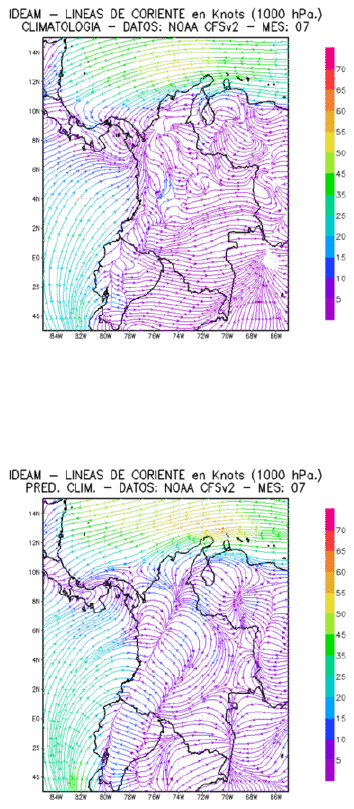 IDEAM – LINEAS DE CORIENTE en Knots (1000 hPa.)
CLIMATOLOGIA – DATOS: NOAA CFSv2 – MES: 07
14N
12N
10N
8N
6N
4N
2N
EQ
2S
4S
84W 82W 80W 78W 76W 74W 72W 70W 68W 66W
70
65
60
55
50
45
35
30
25
20
15
10
5
IDEAM – LINEAS DE CORIENTE en Knots (1000 hPa.)
PRED. CLIM. – DATOS: NOAA CFSv2 – MES: 07
14N
12N
10N
8N
6N
4N
2N
EQ
2S
4S
84W 82W 80W 78W 76W 74W 72W 70W 68W 66W
70
65
60
55
50
45
35
30
25
20
15
10
5